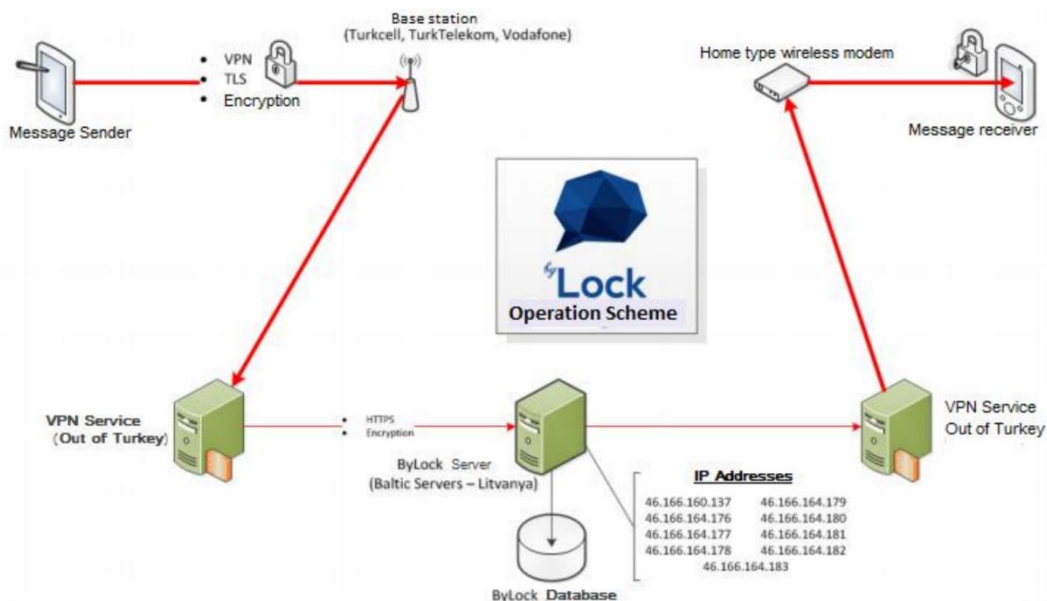 Base station
(Turkcell, TurkTelekom, Vodafone)
• VPN
• TLS
• Encryption
Message Sender
Home type wireless modem
Message receiver
by Lock
Operation Scheme
VPN Service
(Out of Turkey)
• HTTPS
• Encryption
ByLock Server
(Baltic Servers – Litvanya)
VPN Service
Out of Turkey
IP Addresses
46.166.160.137 46.166.164.179
46.166.164.176 46.166.164.180
46.166.164.177 46.166.164.181
46.166.164.178 46.166.164.182
46.166.164.183
ByLock Database